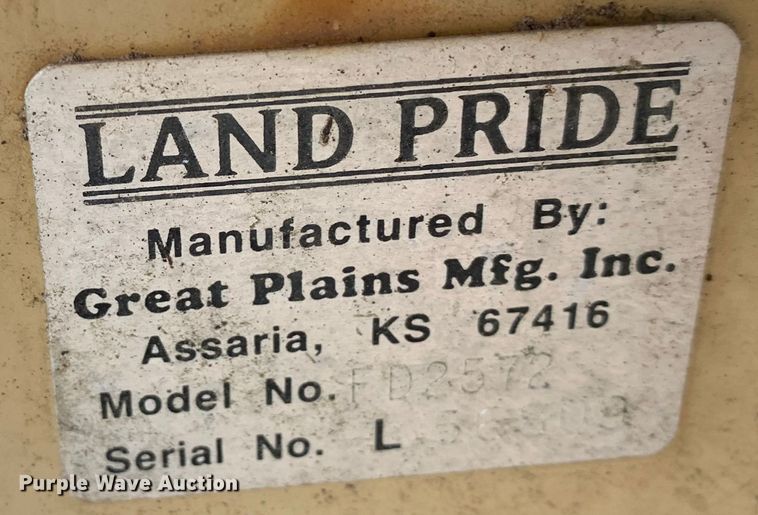 LAND PRIDE
Manufactured By:
Great Plains Mfg. Inc.
Assaria, KS 67416
Model No. FD2572
Serial No. L
Purple Wave Auction